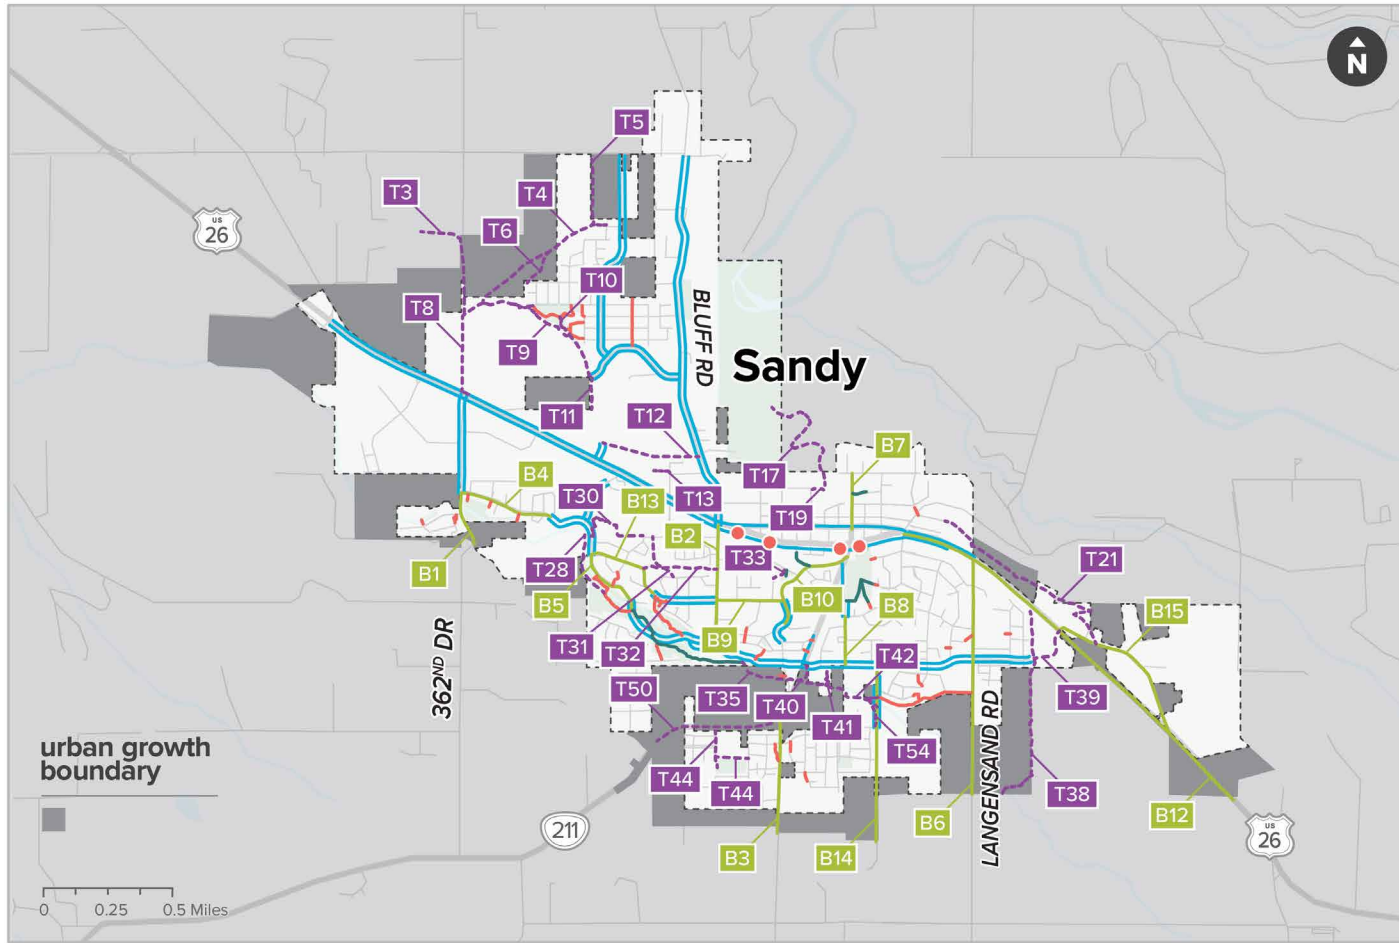 N
T5
T3
T4
US
26
T6
T10
T8
BLUFF RD
T9
Sandy
T11
T12
B7
B4
T17
T30
B13
T13
T19
B2
T33
T21
T28
B1
B5
B10
B8
B15
B9
T31
T32
T42
362ND DR
T50
T35
T40
T39
T41
LANGENSAND RD
T54
urban growth
boundary
T44
T44
T38
B6
B12
211
US
26
B3
B14
0 0.25 0.5 Miles